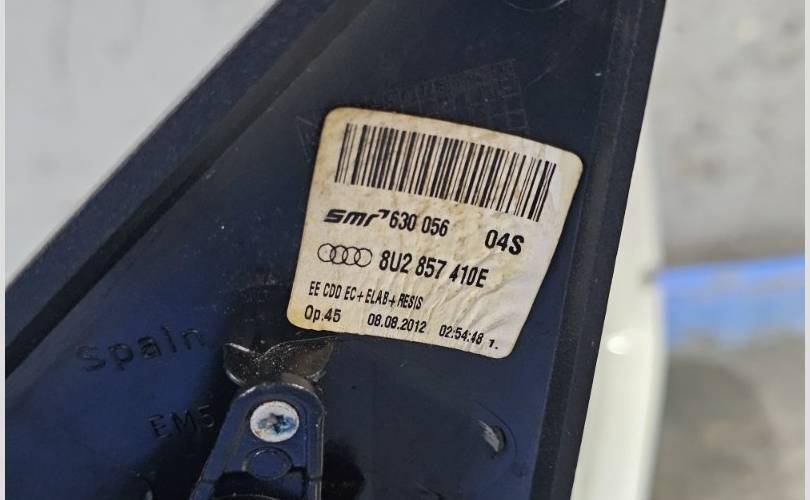 smr 630 056 04S
8U2 857 410E
EE CDD EC+ELAB+RESIS
Op.45 08.08.2012 02:54:48 1.
Spain
EM5